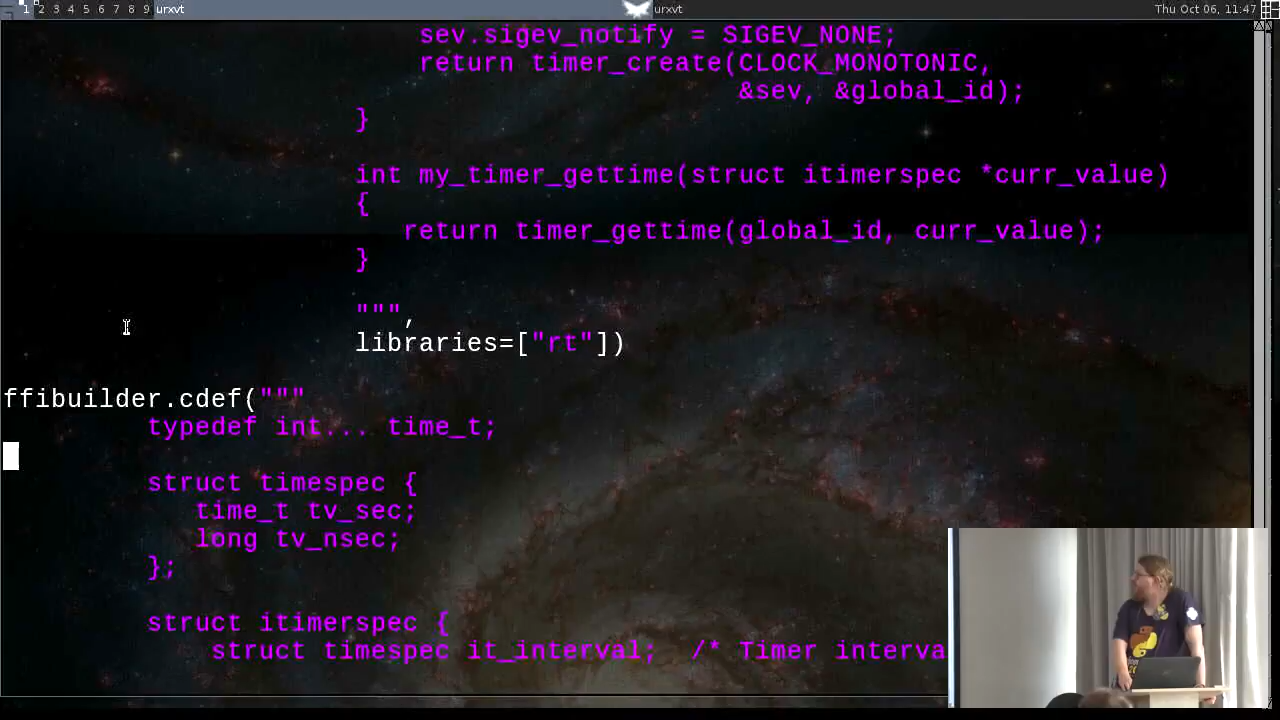 1 2 3 4 5 6 7 8 9 urxvt urxvt Thu Oct 06, 11:47
sev.sigev_notify = SIGEV_NONE;
return timer_create(CLOCK_MONOTONIC,
&sev, &global_id);
}
int my_timer_gettime(struct itimerspec *curr_value)
{
return timer_gettime(global_id, curr_value);
}
""",
libraries=["rt"])
ffibuilder.cdef("""
typedef int... time_t;
struct timespec {
time_t tv_sec;
long tv_nsec;
};
struct itimerspec {
struct timespec it_interval; /* Timer interva